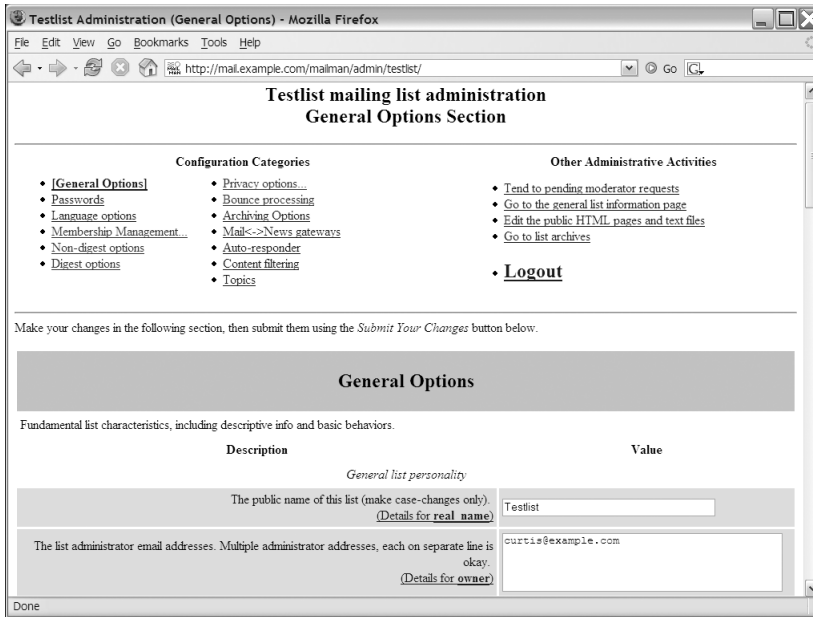 Testlist Administration (General Options) - Mozilla Firefox
File Edit View Go Bookmarks Tools Help
http://mail.example.com/mailman/admin/testlist/ Go G
Testlist mailing list administration
General Options Section
Configuration Categories
[General Options]
Passwords
Language options
Membership Management...
Non-digest options
Digest options
Privacy options...
Bounce processing
Archiving Options
Mail<->News gateways
Auto-responder
Content filtering
Topics
Other Administrative Activities
Tend to pending moderator requests
Go to the general list information page
Edit the public HTML pages and text files
Go to list archives
Logout
Make your changes in the following section, then submit them using the Submit Your Changes button below.
General Options
Fundamental list characteristics, including descriptive info and basic behaviors.
Description Value
General list personality
The public name of this list (make case-changes only).
(Details for real_name)
Testlist
The list administrator email addresses. Multiple administrator addresses, each on separate line is
okay.
(Details for owner)
curtis@example.com
Done